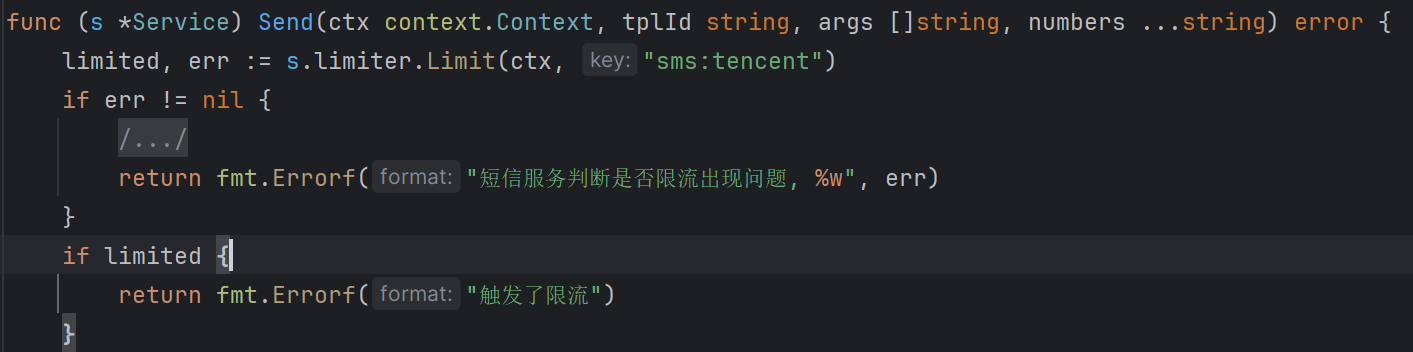 func (s *Service) Send(ctx context.Context, tplId string, args []string, numbers ...string) error {
limited, err := s.limiter.Limit(ctx, key: "sms:tencent")
if err != nil {
/.../
return fmt.Errorf(format: "短信服务判断是否限流出现问题, %w", err)
}
if limited {
return fmt.Errorf(format: "触发了限流")
}